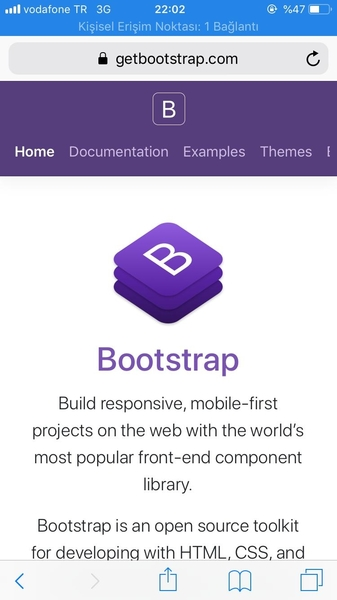 vodafone TR 3G 22:02 %47
Kişisel Erişim Noktası: 1 Bağlantı
getbootstrap.com
B
Home Documentation Examples Themes E
B
Bootstrap
Build responsive, mobile-first
projects on the web with the world's
most popular front-end component
library.
Bootstrap is an open source toolkit
for developing with HTML, CSS, and